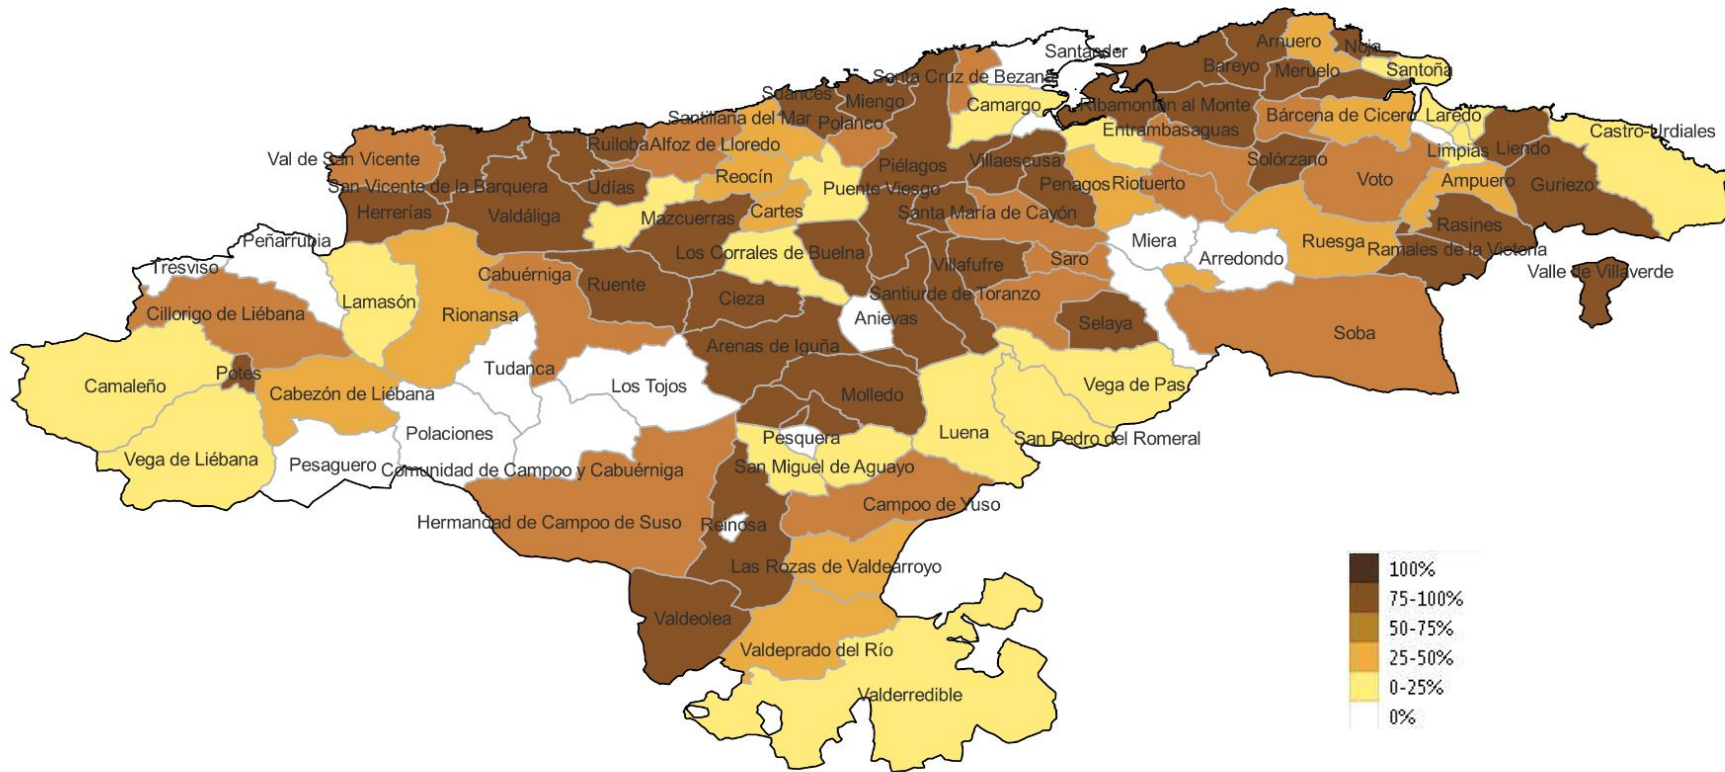 Santander
Arnuero
Noja
Santa Cruz de Bezana
Bareyo
Meruelo
Santoña
Suances
Miengo
Camargo
Ribamontán al Monte
Santillana del Mar
Polanco
Entrambasaguas
Bárcena de Cicero
Laredo
Castro-Urdiales
Val de San Vicente
Ruiloba
Alfoz de Lloredo
Piélagos
Villaescusa
Solórzano
Limpias
Liendo
San Vicente de la Barquera
Udías
Reocín
Puente Viesgo
Penagos
Riotuerto
Voto
Ampuero
Guriezo
Herrerías
Valdáliga
Mazcuerras
Cartes
Santa María de Cayón
Rasines
Peñarrubia
Los Corrales de Buelna
Miera
Ruesga
Ramales de la Victoria
Tresviso
Cabuérniga
Villafufre
Saro
Arredondo
Valle de Villaverde
Lamasón
Ruente
Cieza
Santiurde de Toranzo
Cillorigo de Liébana
Rionansa
Anievas
Selaya
Soba
Arenas de Iguña
Potes
Tudanca
Camaleño
Cabezón de Liébana
Los Tojos
Molledo
Vega de Pas
Polaciones
Pesquera
Luena
San Pedro del Romeral
Vega de Liébana
Pesaguero
Comunidad de Campoo y Cabuérniga
San Miguel de Aguayo
Campoo de Yuso
Hermandad de Campoo de Suso
Reinosa
Las Rozas de Valdearroyo
Valdeolea
Valdeprado del Río
Valderredible
100%
75-100%
50-75%
25-50%
0-25%
0%